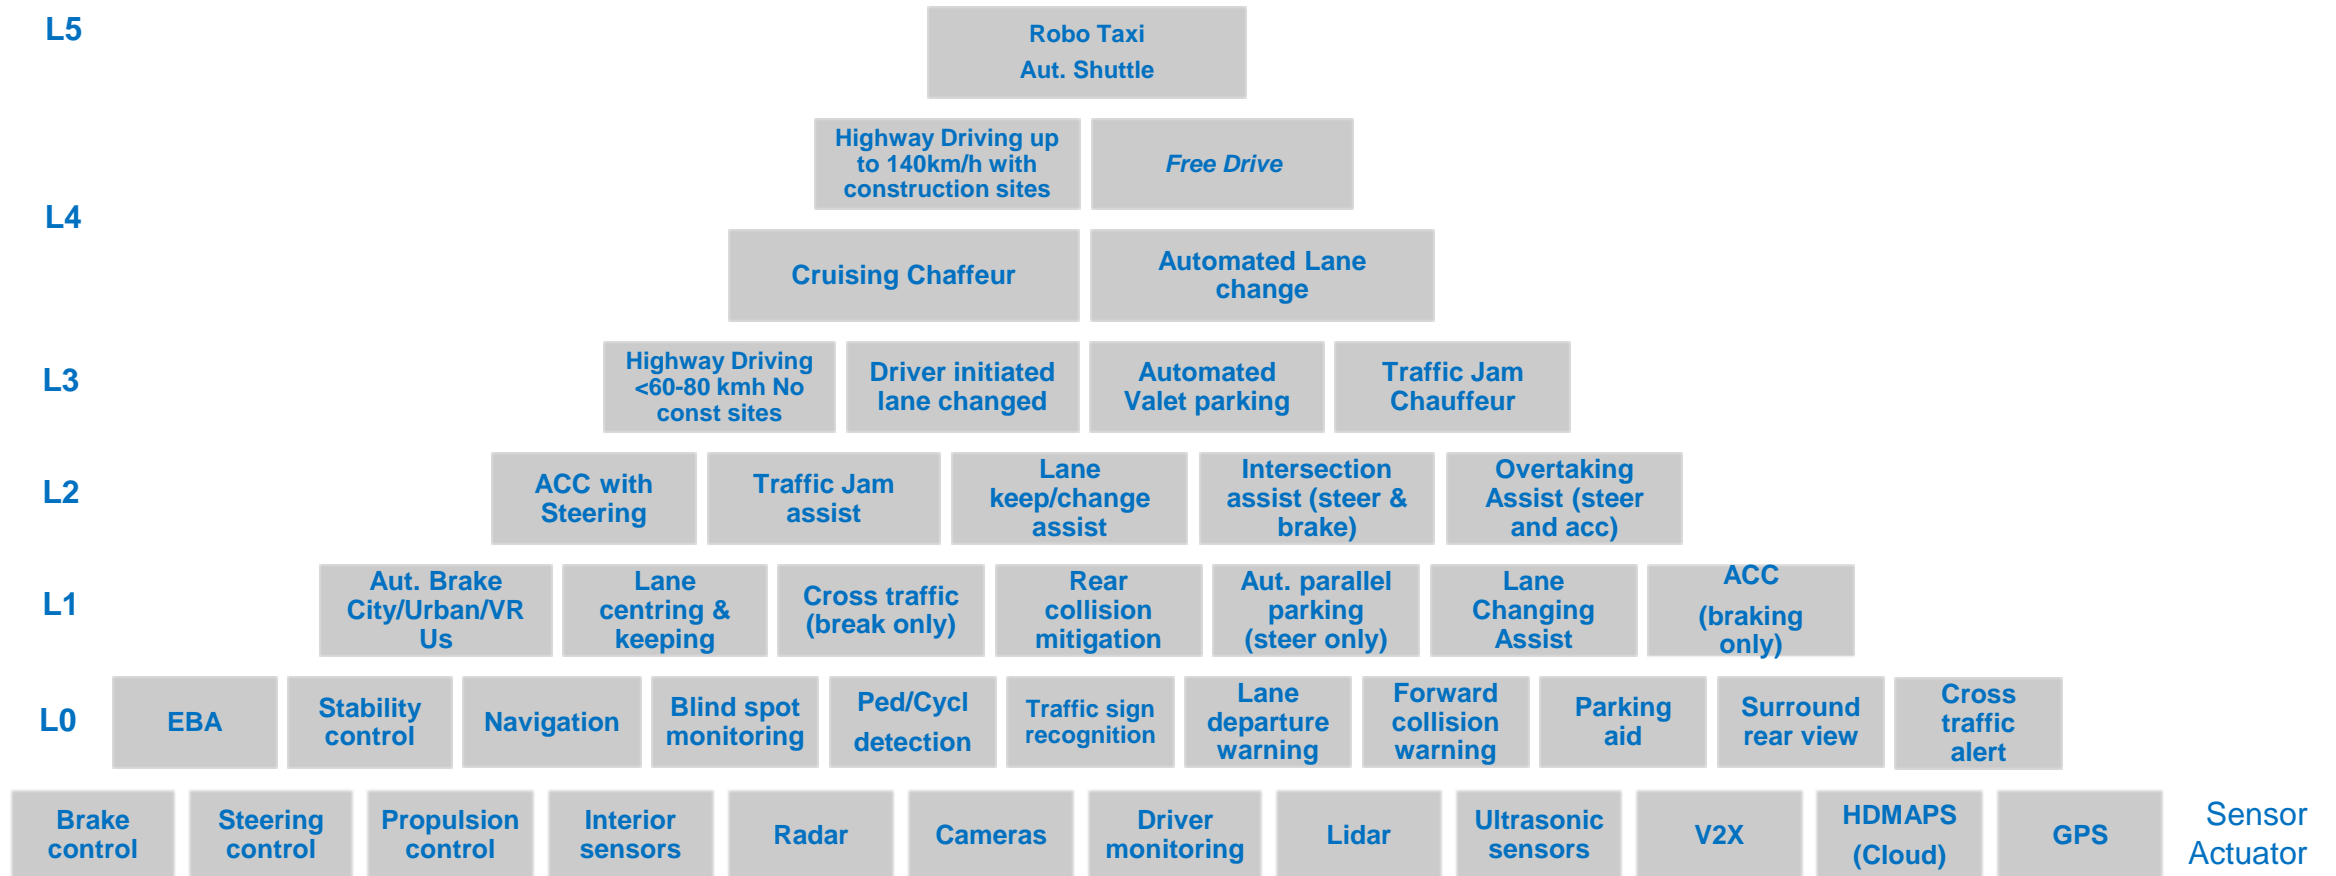 L5
Robo Taxi
Aut. Shuttle
L4
Highway Driving up
to 140km/h with
construction sites
Free Drive
Cruising Chaffeur
Automated Lane
change
L3
Highway Driving
<60-80 kmh No
const sites
Driver initiated
lane changed
Automated
Valet parking
Traffic Jam
Chauffeur
L2
ACC with
Steering
Traffic Jam
assist
Lane
keep/change
assist
Intersection
assist (steer &
brake)
Overtaking
Assist (steer
and acc)
L1
Aut. Brake
City/Urban/VR
Us
Lane
centring &
keeping
Cross traffic
(break only)
Rear
collision
mitigation
Aut. parallel
parking
(steer only)
Lane
Changing
Assist
ACC
(braking
only)
L0
EBA
Stability
control
Navigation
Blind spot
monitoring
Ped/Cycl
detection
Traffic sign
recognition
Lane
departure
warning
Forward
collision
warning
Parking
aid
Surround
rear view
Cross
traffic
alert
Brake
control
Steering
control
Propulsion
control
Interior
sensors
Radar
Cameras
Driver
monitoring
Lidar
Ultrasonic
sensors
V2X
HDMAPS
(Cloud)
GPS
Sensor
Actuator